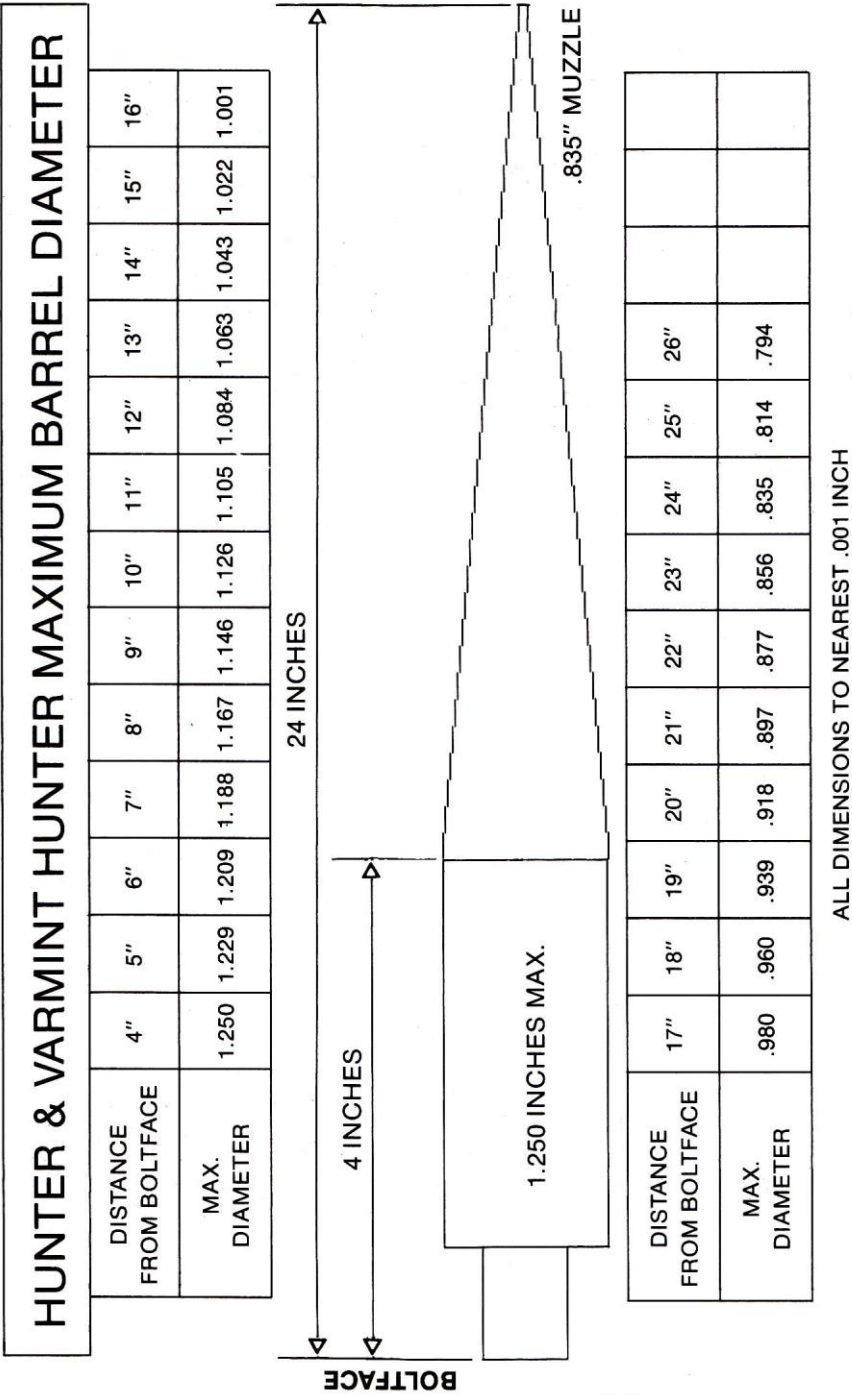 HUNTER & VARMINT HUNTER MAXIMUM BARREL DIAMETER
DISTANCE FROM BOLTFACE 4" 5" 6" 7" 8" 9" 10" 11" 12" 13" 14" 15" 16"
MAX. DIAMETER 1.250 1.229 1.209 1.188 1.167 1.146 1.126 1.105 1.084 1.063 1.043 1.022 1.001
24 INCHES
4 INCHES
BOLTFACE
1.250 INCHES MAX.
.835" MUZZLE
DISTANCE FROM BOLTFACE 17" 18" 19" 20" 21" 22" 23" 24" 25" 26"
MAX. DIAMETER .980 .960 .939 .918 .897 .877 .856 .835 .814 .794
ALL DIMENSIONS TO NEAREST .001 INCH